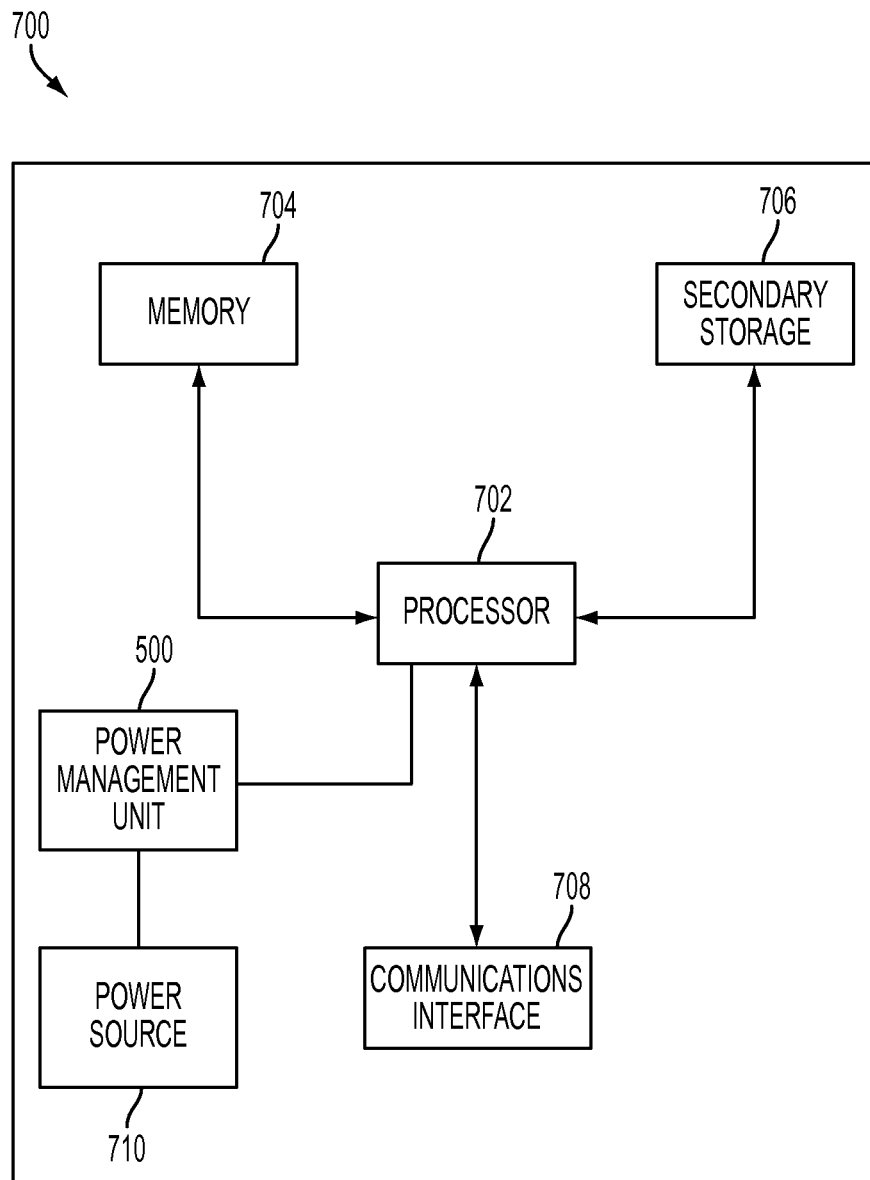 700
704
MEMORY
706
SECONDARY
STORAGE
702
PROCESSOR
500
POWER
MANAGEMENT
UNIT
708
COMMUNICATIONS
INTERFACE
POWER
SOURCE
710